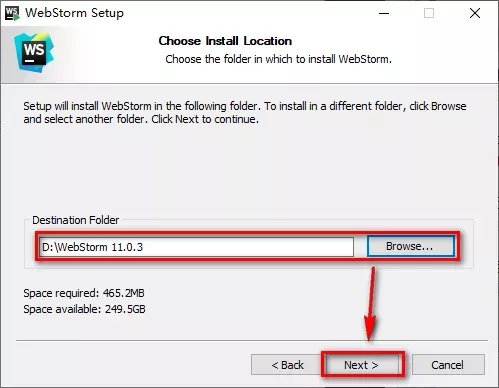 WebStorm Setup
WS
Choose Install Location
Choose the folder in which to install WebStorm.
Setup will install WebStorm in the following folder. To install in a different folder, click Browse
and select another folder. Click Next to continue.
Destination Folder
D:\WebStorm 11.0.3
Browse...
Space required: 465.2MB
Space available: 249.5GB
< Back
Next >
Cancel